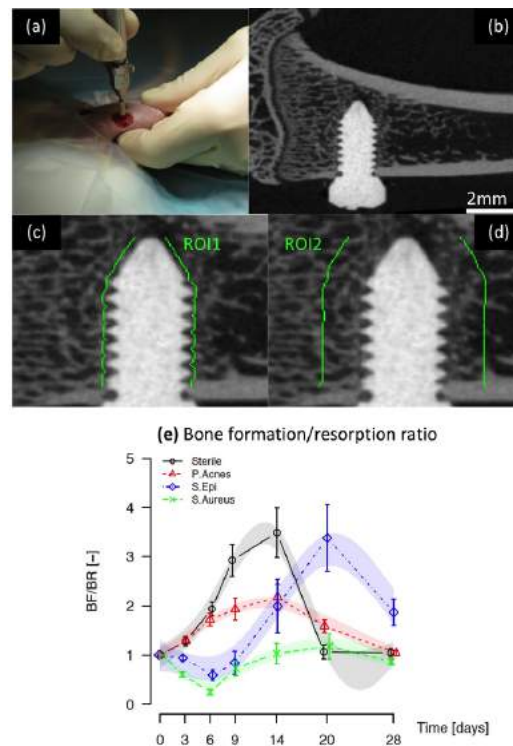 (a)
(b)
2mm
(c)
ROI1
ROI2
(d)
(e) Bone formation/resorption ratio
Sterile
P.Acnes
S.Epi
S.Aureus
BF/BR [-]
5
4
3
2
1
0
0 3 6 9 14 20 28
Time [days]